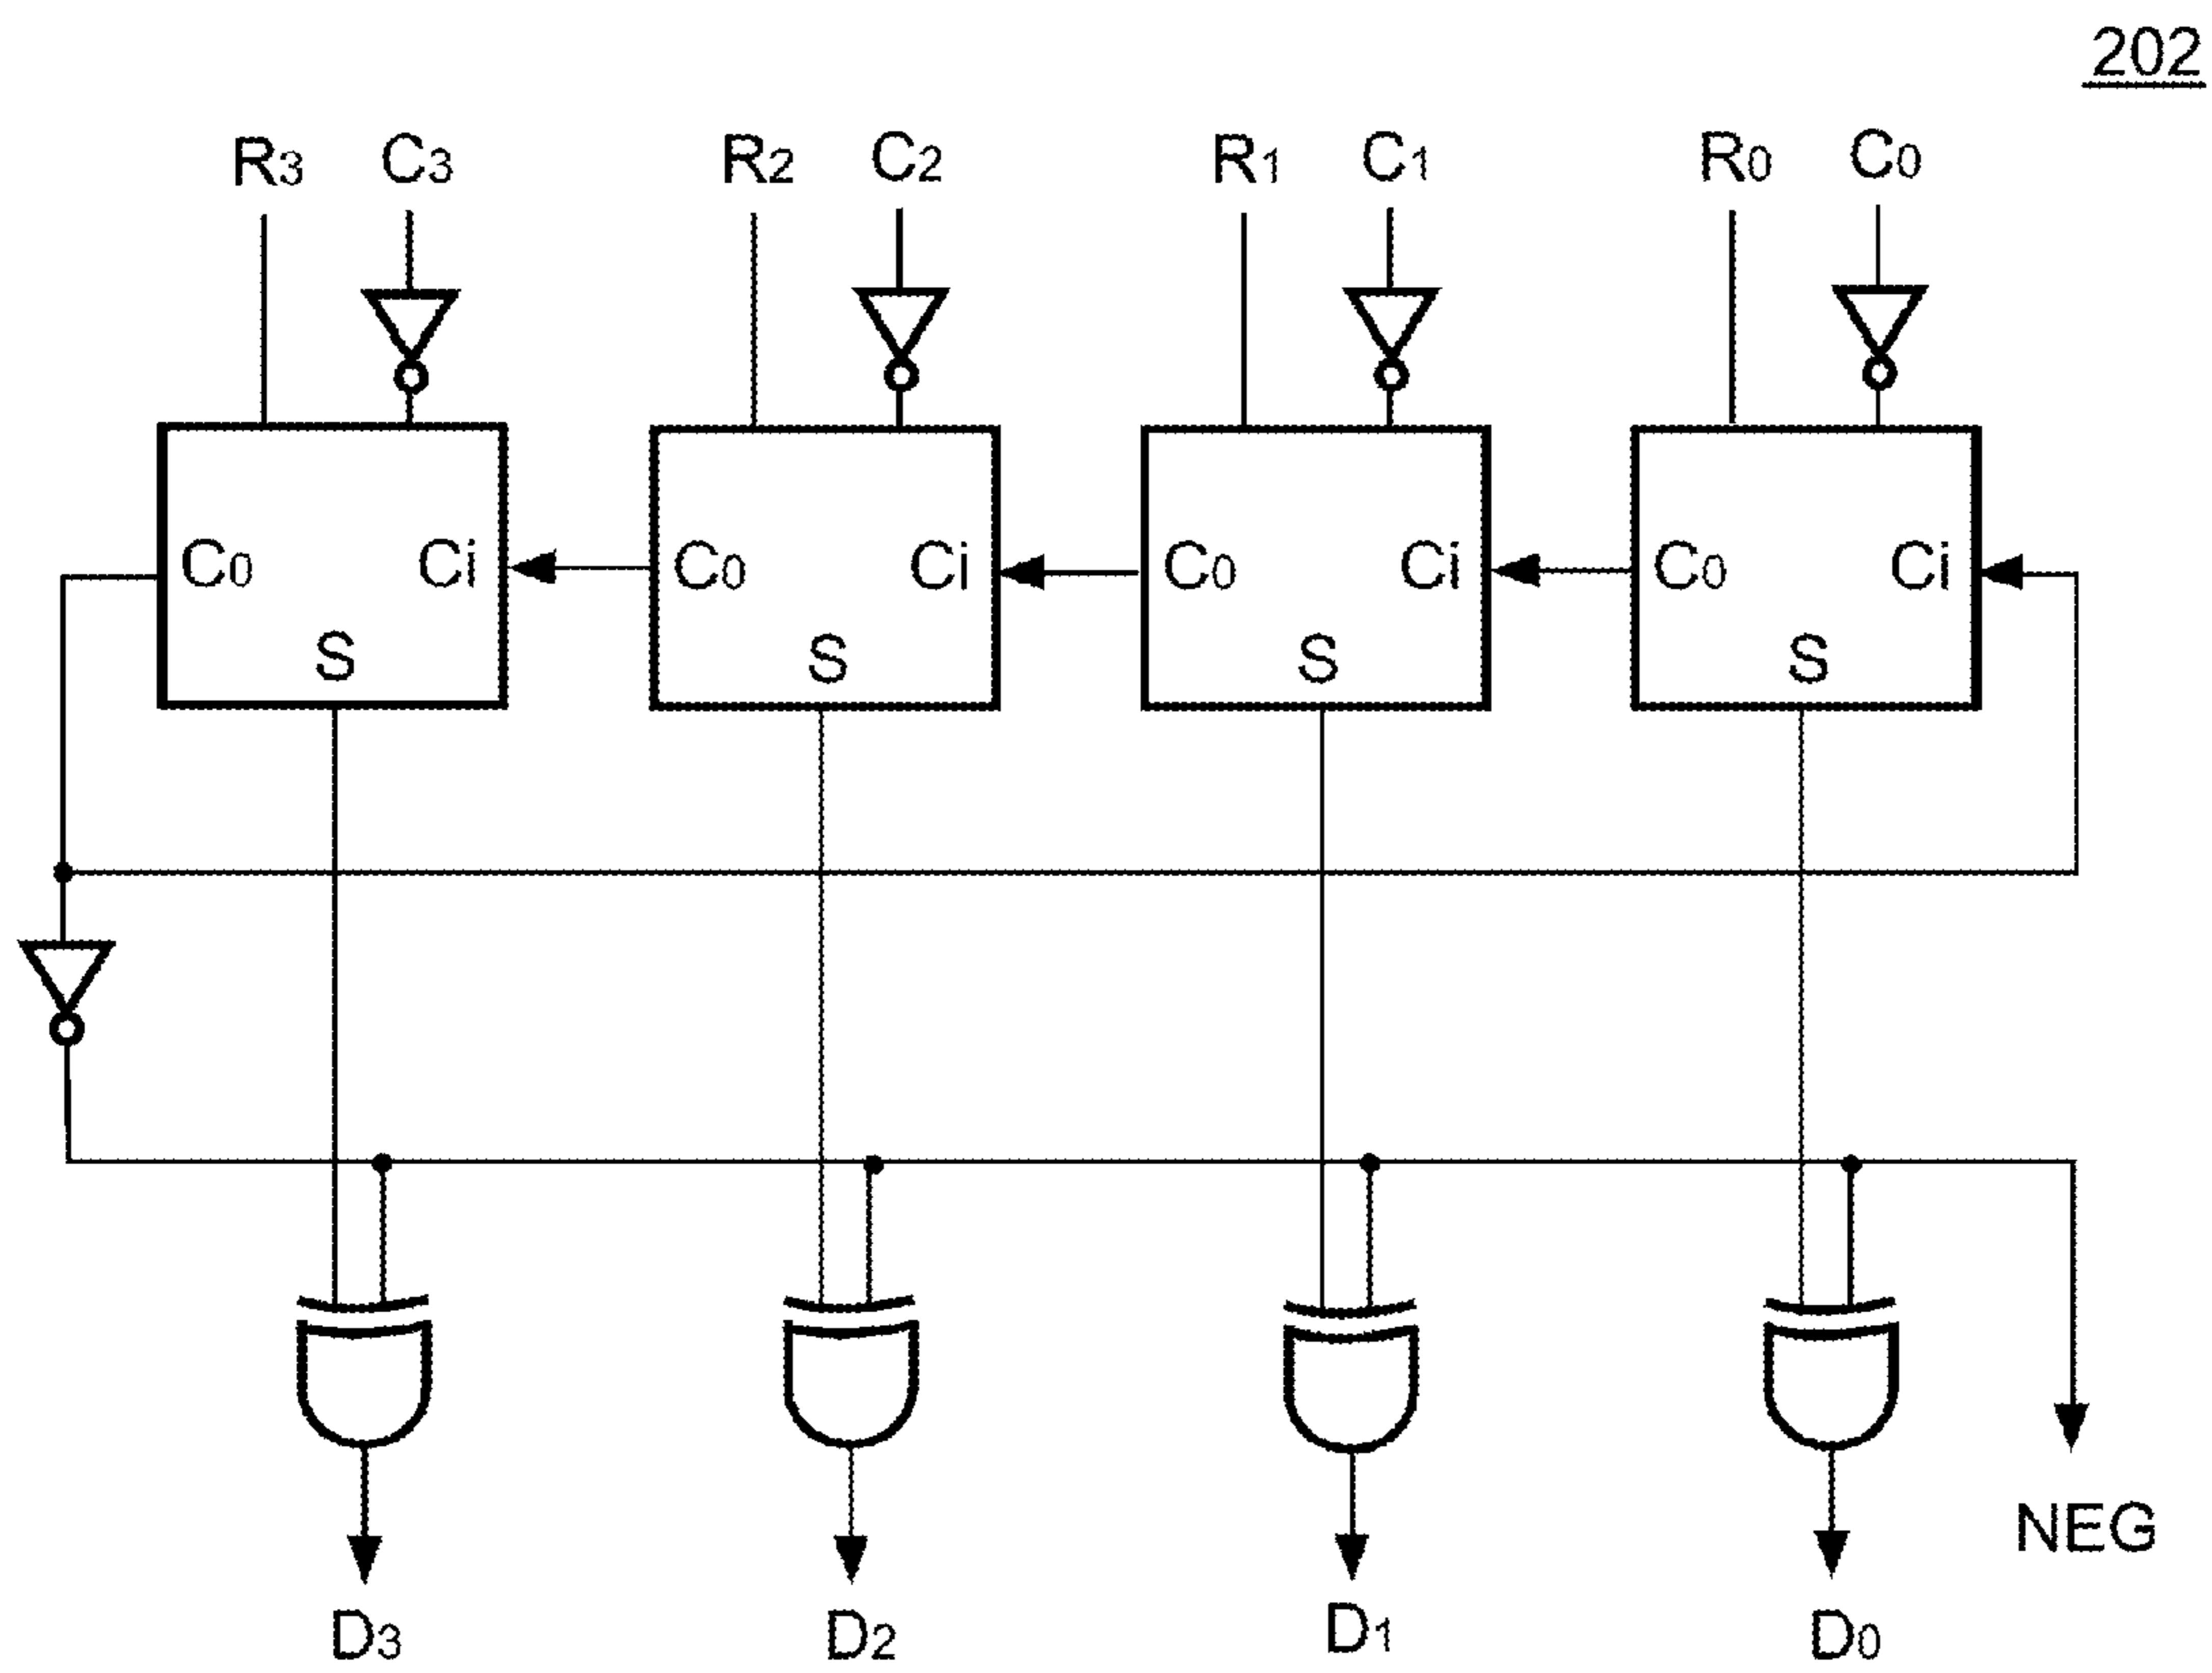 202
R3 C3 R2 C2 R1 C1 R0 C0
C0 Ci C0 Ci C0 Ci C0 Ci
S S S S
NEG
D3 D2 D1 D0